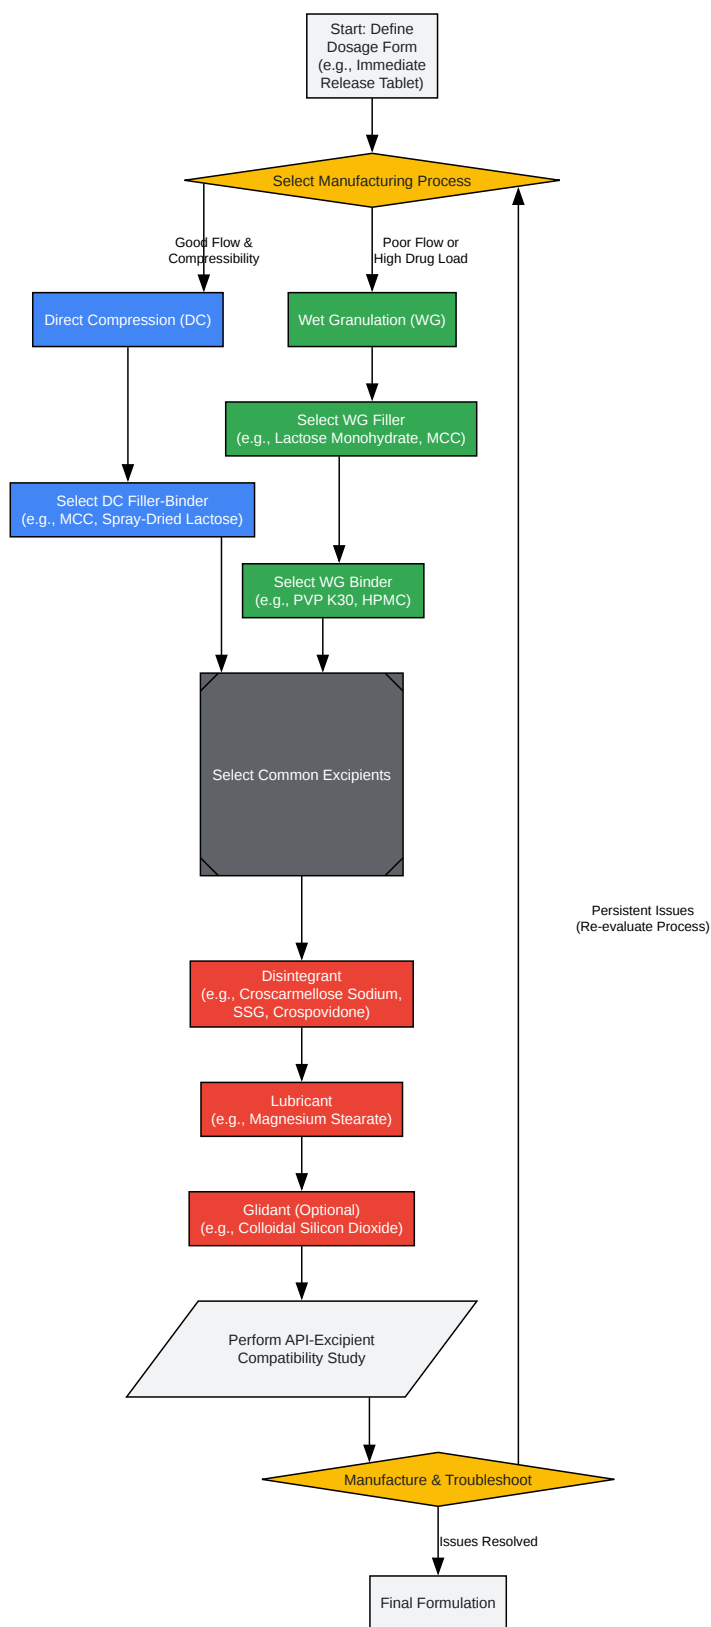 Start: Define
Dosage Form
(e.g., Immediate
Release Tablet)
Select Manufacturing Process
Good Flow &
Compressibility
Poor Flow or
High Drug Load
Direct Compression (DC)
Wet Granulation (WG)
Select WG Filler
(e.g., Lactose Monohydrate, MCC)
Select DC Filler-Binder
(e.g., MCC, Spray-Dried Lactose)
Select WG Binder
(e.g., PVP K30, HPMC)
Select Common Excipients
Persistent Issues
(Re-evaluate Process)
Disintegrant
(e.g., Croscarmellose Sodium,
SSG, Crospovidone)
Lubricant
(e.g., Magnesium Stearate)
Glidant (Optional)
(e.g., Colloidal Silicon Dioxide)
Perform API-Excipient
Compatibility Study
Manufacture & Troubleshoot
Issues Resolved
Final Formulation